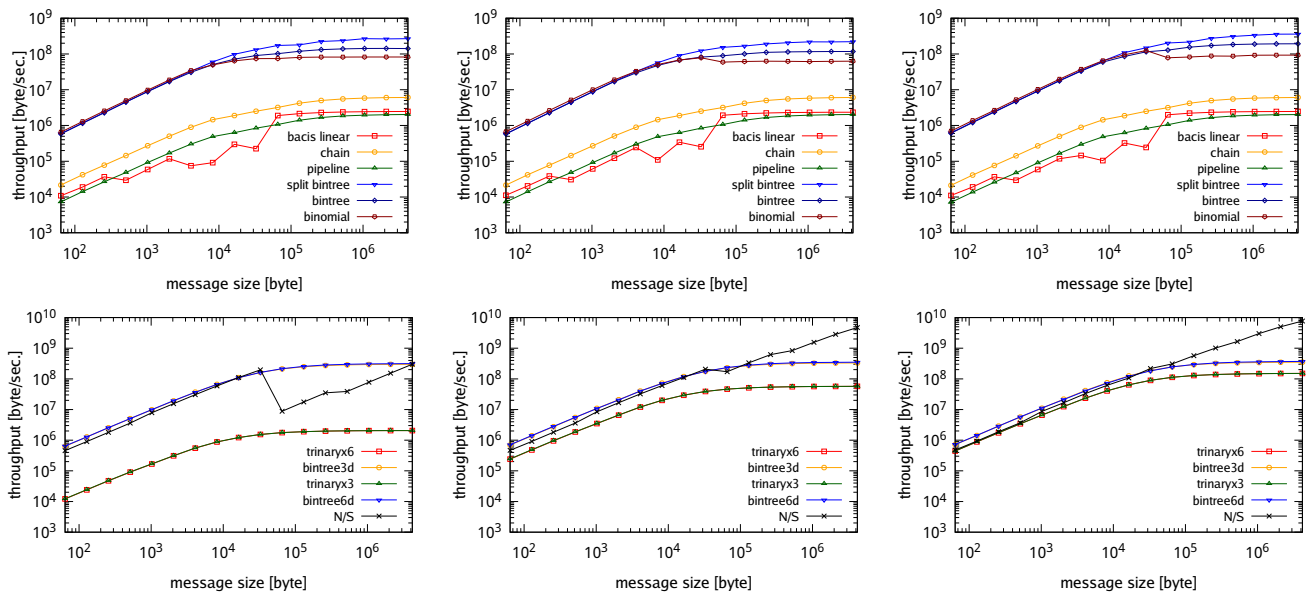 throughput [byte/sec.]
10^9
10^8
10^7
10^6
10^5
10^4
10^3
bacis linear
chain
pipeline
split bintree
bintree
binomial
10^2 10^3 10^4 10^5 10^6
message size [byte]
throughput [byte/sec.]
10^9
10^8
10^7
10^6
10^5
10^4
10^3
bacis linear
chain
pipeline
split bintree
bintree
binomial
10^2 10^3 10^4 10^5 10^6
message size [byte]
throughput [byte/sec.]
10^9
10^8
10^7
10^6
10^5
10^4
10^3
bacis linear
chain
pipeline
split bintree
bintree
binomial
10^2 10^3 10^4 10^5 10^6
message size [byte]
throughput [byte/sec.]
10^10
10^9
10^8
10^7
10^6
10^5
10^4
10^3
trinaryx6
bintree3d
trinaryx3
bintree6d
N/S
10^2 10^3 10^4 10^5 10^6
message size [byte]
throughput [byte/sec.]
10^10
10^9
10^8
10^7
10^6
10^5
10^4
10^3
trinaryx6
bintree3d
trinaryx3
bintree6d
N/S
10^2 10^3 10^4 10^5 10^6
message size [byte]
throughput [byte/sec.]
10^10
10^9
10^8
10^7
10^6
10^5
10^4
10^3
trinaryx6
bintree3d
trinaryx3
bintree6d
N/S
10^2 10^3 10^4 10^5 10^6
message size [byte]